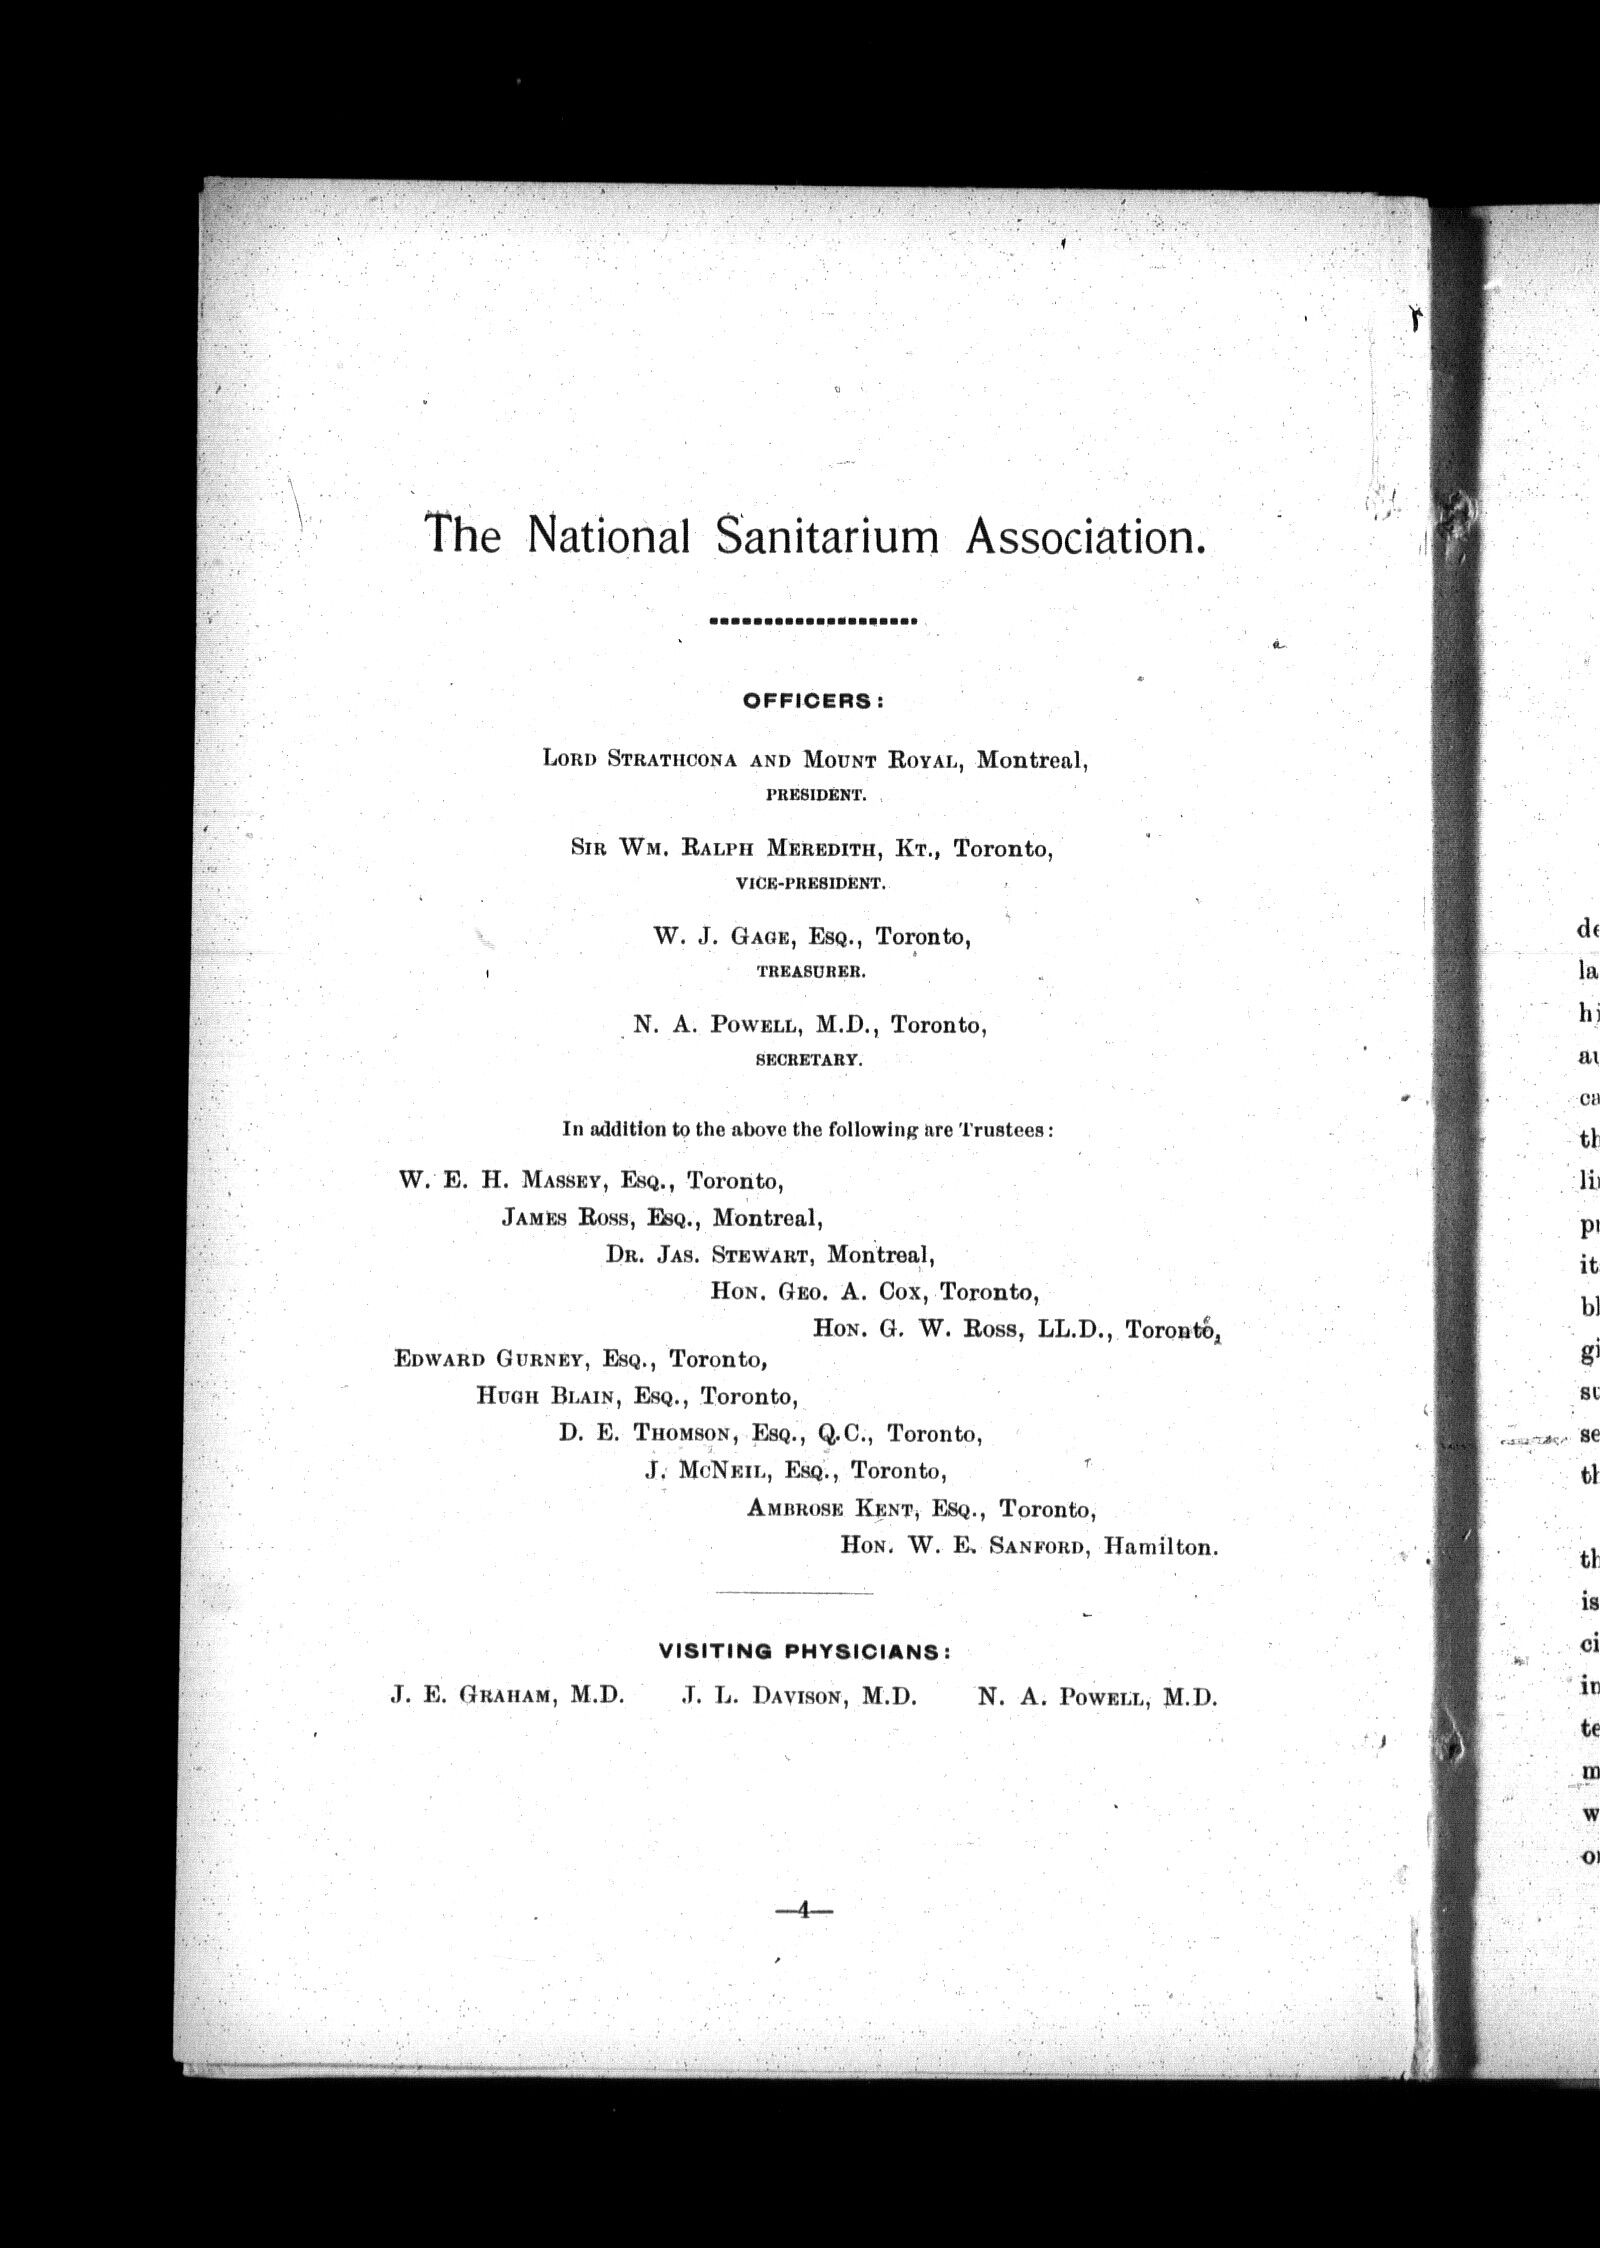 The National Sanitarium Association.
OFFICERS:
LORD STRATHCONA AND MOUNT ROYAL, Montreal,
PRESIDENT.
SIR WM. RALPH MEREDITH, KT., Toronto,
VICE-PRESIDENT.
W. J. GAGE, ESQ., Toronto,
TREASURER.
N. A. POWELL, M.D., Toronto,
SECRETARY.
In addition to the above the following are Trustees:
W. E. H. MASSEY, ESQ., Toronto,
JAMES ROSS, ESQ., Montreal,
DR. JAS. STEWART, Montreal,
HON. GEO. A. COX, Toronto,
HON. G. W. ROSS, LL.D., Toronto,
EDWARD GURNEY, ESQ., Toronto,
HUGH BLAIN, ESQ., Toronto,
D. E. THOMSON, ESQ., Q.C., Toronto,
J. MCNEIL, ESQ., Toronto,
AMBROSE KENT, ESQ., Toronto,
HON. W. E. SANFORD, Hamilton.
VISITING PHYSICIANS:
J. E. GRAHAM, M.D. J. L. DAVISON, M.D. N. A. POWELL, M.D.
—4—